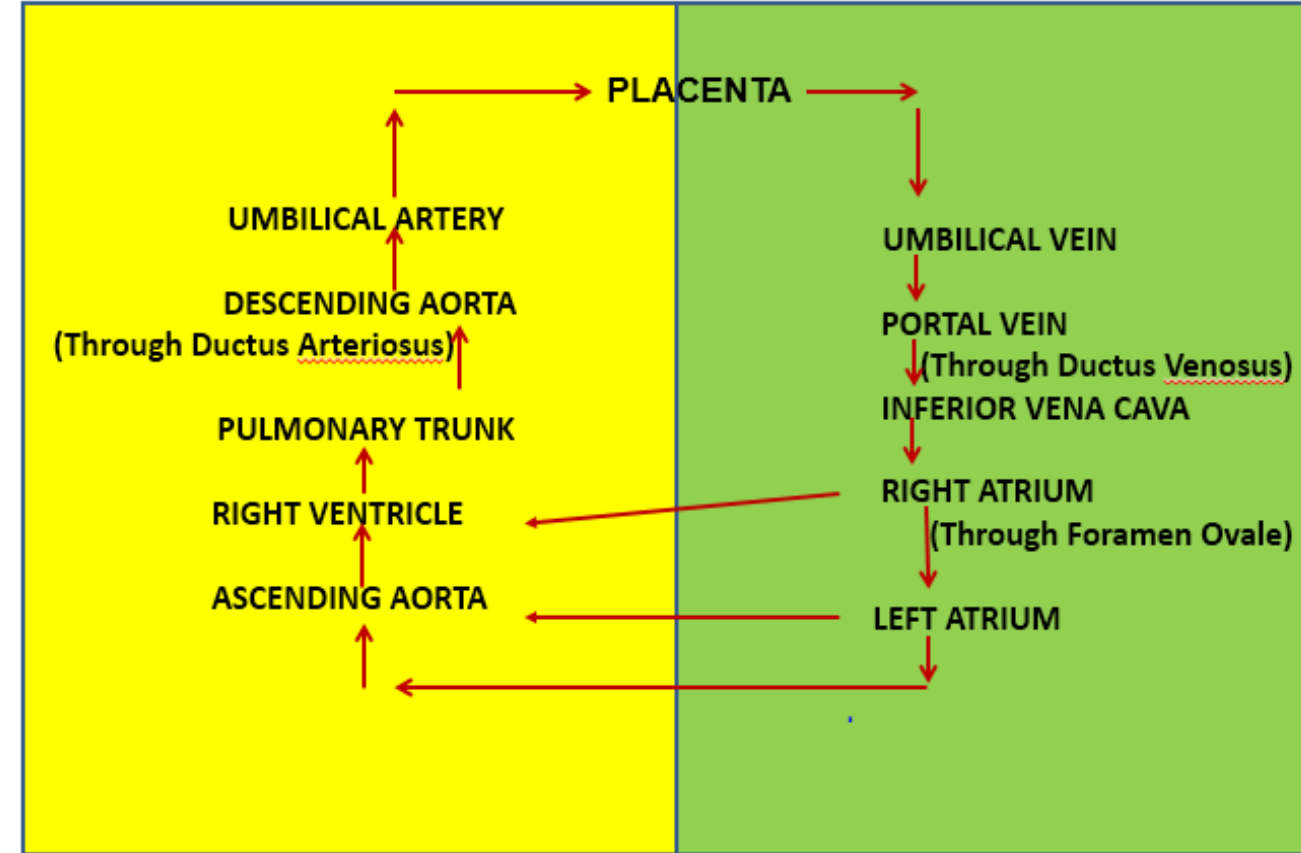 PLACENTA
UMBILICAL ARTERY
DESCENDING AORTA
(Through Ductus Arteriosus)
PULMONARY TRUNK
RIGHT VENTRICLE
ASCENDING AORTA
UMBILICAL VEIN
PORTAL VEIN
(Through Ductus Venosus)
INFERIOR VENA CAVA
RIGHT ATRIUM
(Through Foramen Ovale)
LEFT ATRIUM